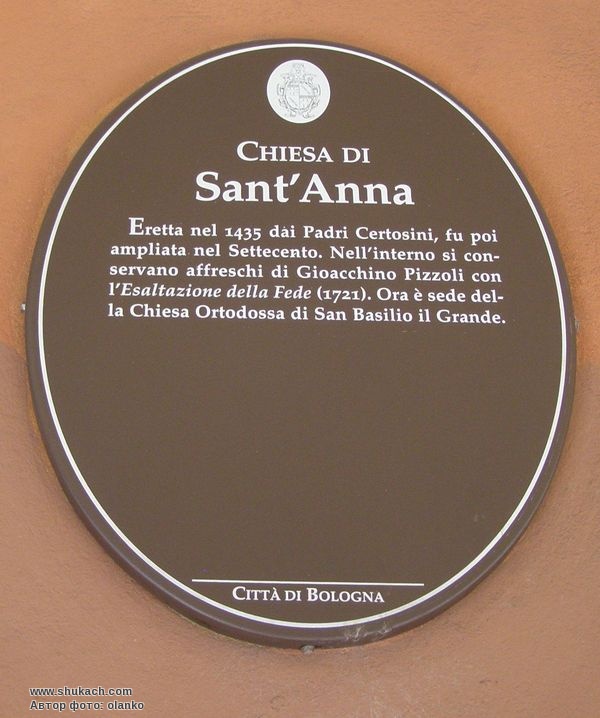 CHIESA DI
Sant'Anna
Eretta nel 1435 dai Padri Certosini, fu poi
ampliata nel Settecento. Nell'interno si con-
servano affreschi di Gioacchino Pizzoli con
l'Esaltazione della Fede (1721). Ora è sede del-
la Chiesa Ortodossa di San Basilio il Grande.
CITTÀ DI BOLOGNA
www.shukach.com
Автор фото: olanko